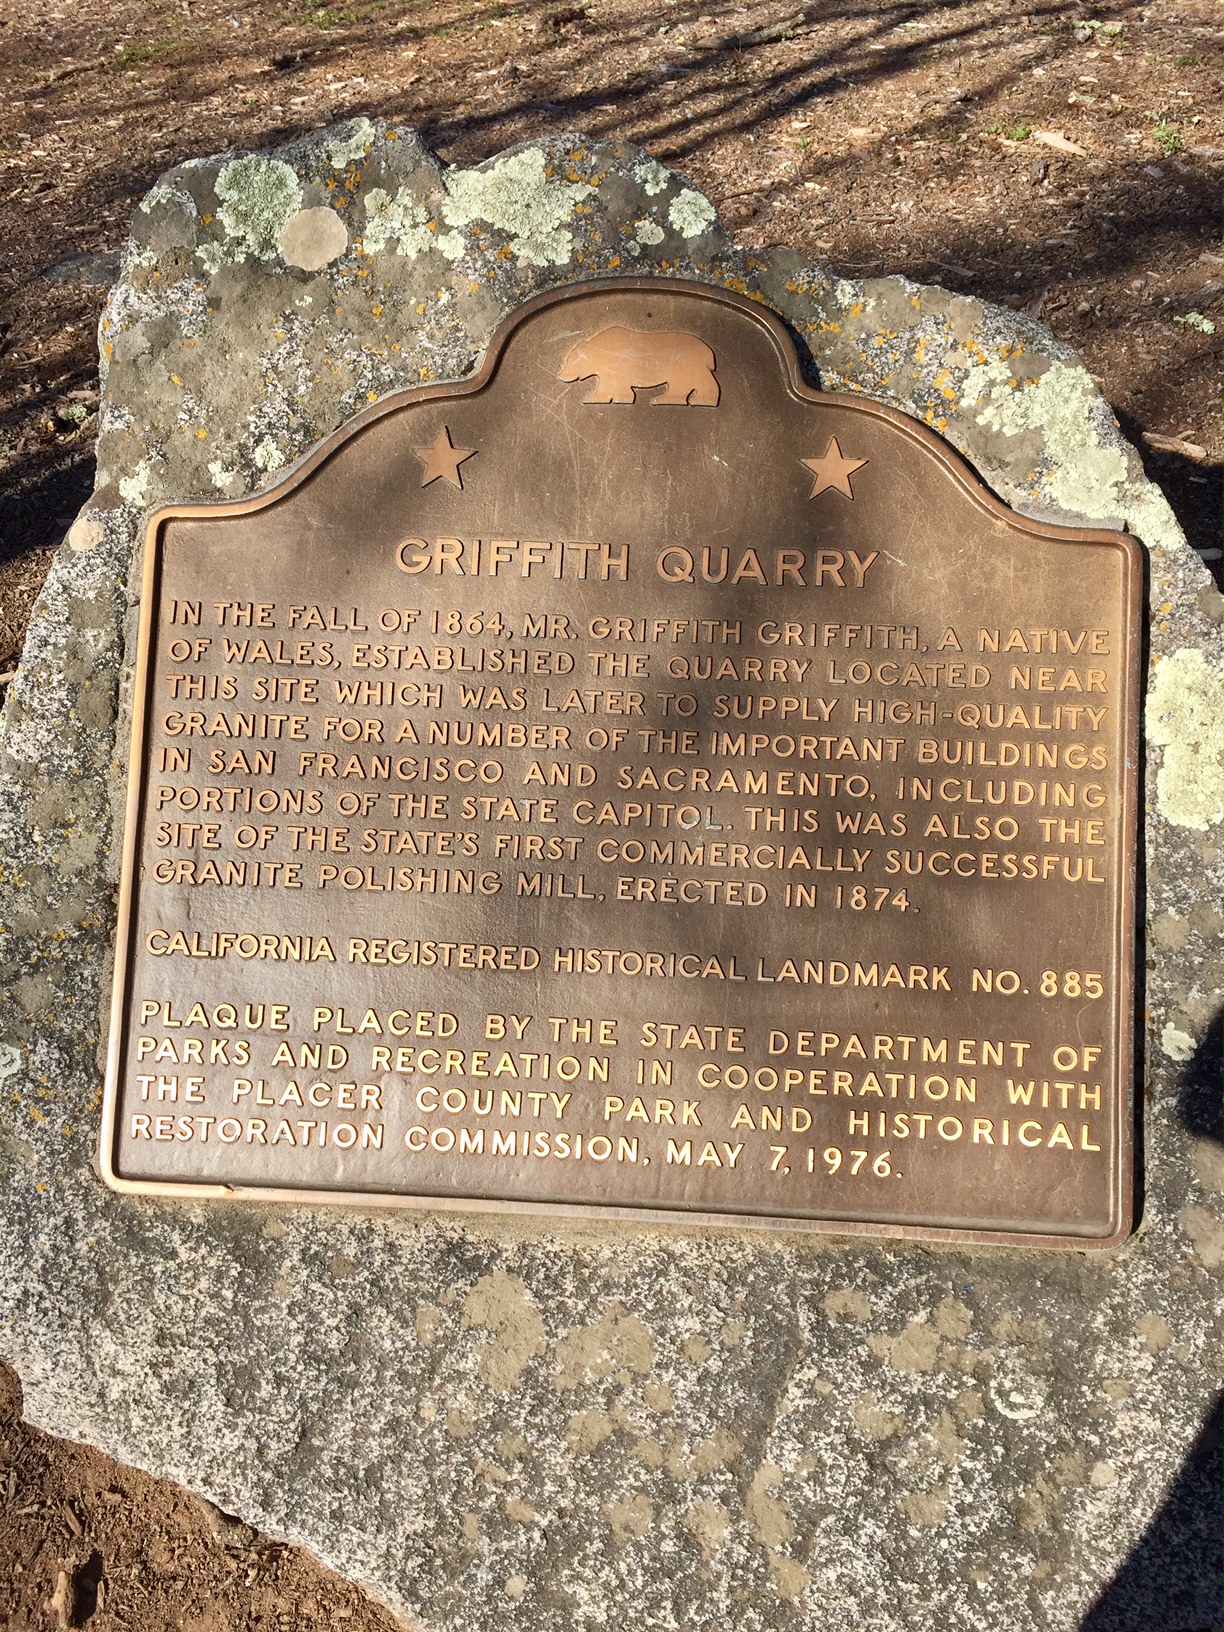 GRIFFITH QUARRY
IN THE FALL OF 1864, MR. GRIFFITH GRIFFITH, A NATIVE
OF WALES, ESTABLISHED THE QUARRY LOCATED NEAR
THIS SITE WHICH WAS LATER TO SUPPLY HIGH-QUALITY
GRANITE FOR A NUMBER OF THE IMPORTANT BUILDINGS
IN SAN FRANCISCO AND SACRAMENTO, INCLUDING
PORTIONS OF THE STATE CAPITOL. THIS WAS ALSO THE
SITE OF THE STATE'S FIRST COMMERCIALLY SUCCESSFUL
GRANITE POLISHING MILL, ERECTED IN 1874.
CALIFORNIA REGISTERED HISTORICAL LANDMARK NO. 885
PLAQUE PLACED BY THE STATE DEPARTMENT OF
PARKS AND RECREATION IN COOPERATION WITH
THE PLACER COUNTY PARK AND HISTORICAL
RESTORATION COMMISSION, MAY 7, 1976.